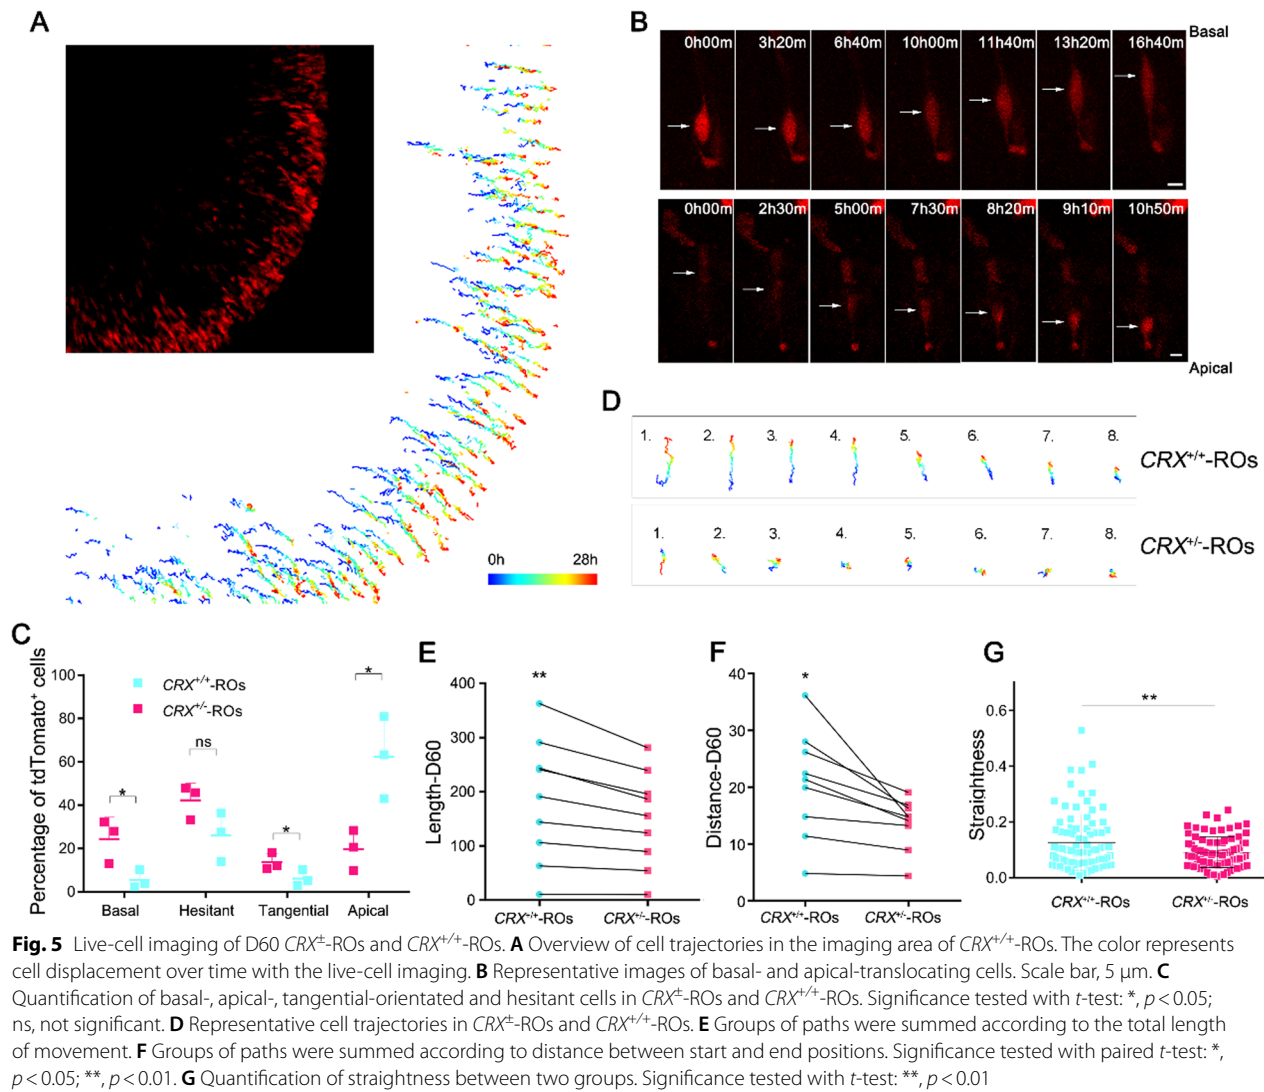 A
0h 28h
B
Basal
0h00m 3h20m 6h40m 10h00m 11h40m 13h20m 16h40m
0h00m 2h30m 5h00m 7h30m 8h20m 9h10m 10h50m
Apical
D
1. 2. 3. 4. 5. 6. 7. 8.
CRX+/+-ROs
1. 2. 3. 4. 5. 6. 7. 8.
CRX+/--ROs
C
Percentage of tdTomato+ cells
100
80
60
40
20
0
CRX+/+-ROs
CRX+/--ROs
* ns * *
Basal Hesitant Tangential Apical
E
Length-D60
400
300
200
100
0
**
CRX+/+-ROs CRX+/--ROs
F
Distance-D60
40
30
20
10
0
*
CRX+/+-ROs CRX+/--ROs
G
Straightness
0.6
0.4
0.2
0.0
**
CRX+/+-ROs CRX+/--ROs
Fig. 5 Live-cell imaging of D60 CRX±-ROs and CRX+/+-ROs. A Overview of cell trajectories in the imaging area of CRX+/+-ROs. The color represents
cell displacement over time with the live-cell imaging. B Representative images of basal- and apical-translocating cells. Scale bar, 5 μm. C
Quantification of basal-, apical-, tangential-orientated and hesitant cells in CRX±-ROs and CRX+/+-ROs. Significance tested with t-test: *, p < 0.05;
ns, not significant. D Representative cell trajectories in CRX±-ROs and CRX+/+-ROs. E Groups of paths were summed according to the total length
of movement. F Groups of paths were summed according to distance between start and end positions. Significance tested with paired t-test: *,
p < 0.05; **, p < 0.01. G Quantification of straightness between two groups. Significance tested with t-test: **, p < 0.01